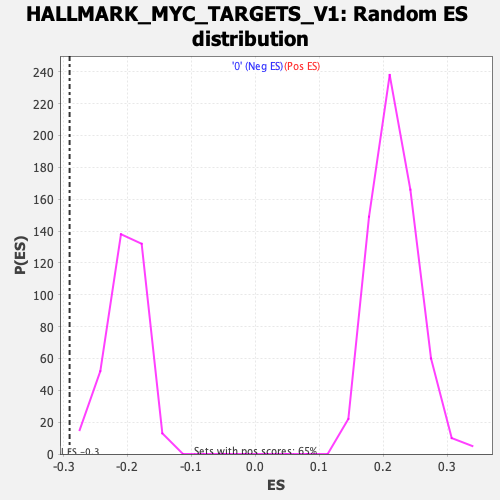 HALLMARK_MYC_TARGETS_V1: Random ES
distribution
'0' (Neg ES)(Pos ES)
240
220
200
180
160
140
120
100
80
60
40
20
0
P(ES)
ES -0.3
Sets with pos scores: 65%
-0.3 -0.2 -0.1 0.0 0.1 0.2 0.3
ES